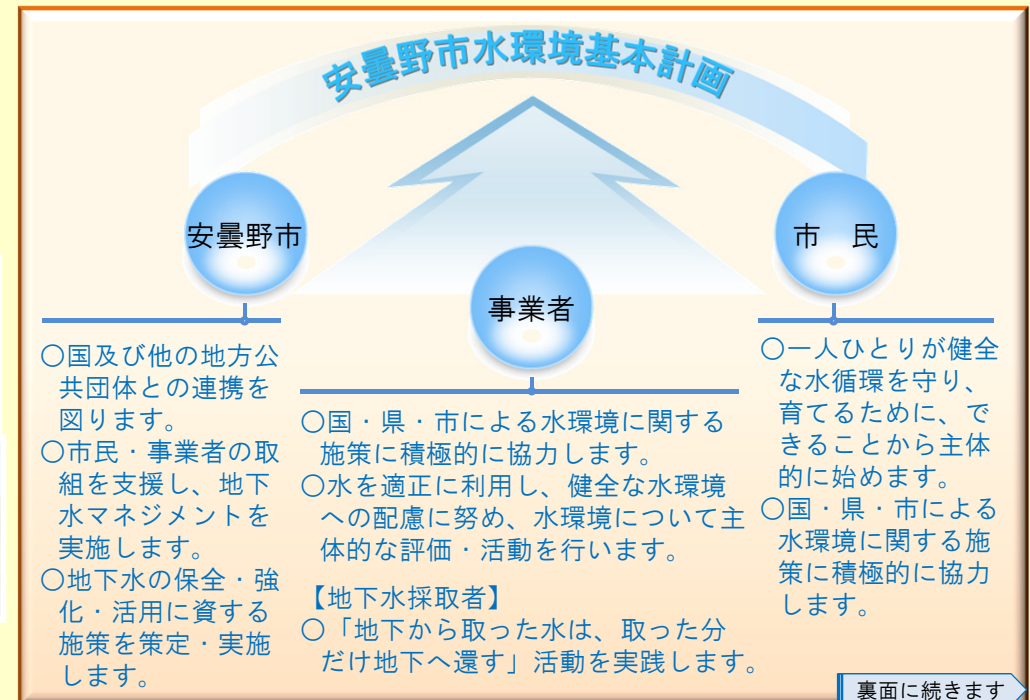 安曇野市水環境基本計画
安曇野市
○国及び他の地方公
共団体との連携を
図ります。
○市民・事業者の取
組を支援し、地下
水マネジメントを
実施します。
○地下水の保全・強
化・活用に資する
施策を策定・実施
します。
事業者
○国・県・市による水環境に関する
施策に積極的に協力します。
○水を適正に利用し、健全な水環境
への配慮に努め、水環境について主
体的な評価・活動を行います。
【地下水採取者】
○「地下から取った水は、取った分
だけ地下へ還す」活動を実践します。
市　民
○一人ひとりが健全
な水循環を守り、
育てるために、で
きることから主体
的に始めます。
○国・県・市による
水環境に関する施
策に積極的に協力
します。
裏面に続きます